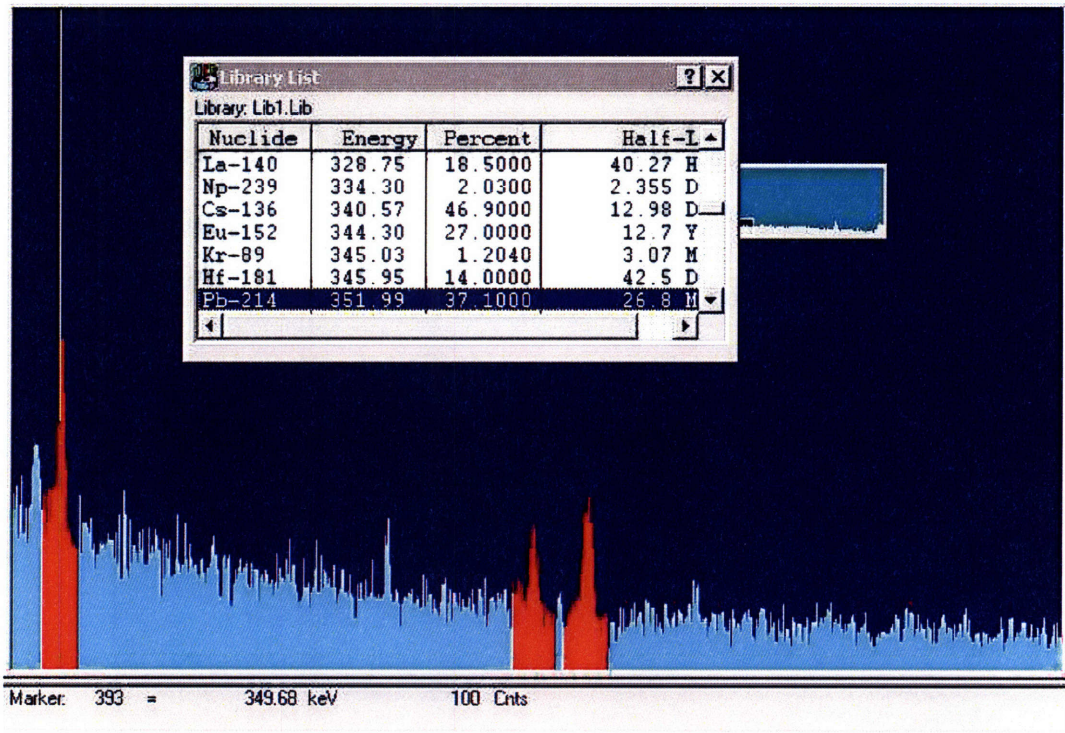 Library List
Library: Lib1.Lib
Nuclide Energy Percent Half-L
La-140 328.75 18.5000 40.27 H
Np-239 334.30 2.0300 2.355 D
Cs-136 340.57 46.9000 12.98 D
Eu-152 344.30 27.0000 12.7 Y
Kr-89 345.03 1.2040 3.07 M
Hf-181 345.95 14.0000 42.5 D
Pb-214 351.99 37.1000 26.8 M
Marker: 393 = 349.68 keV 100 Cnts